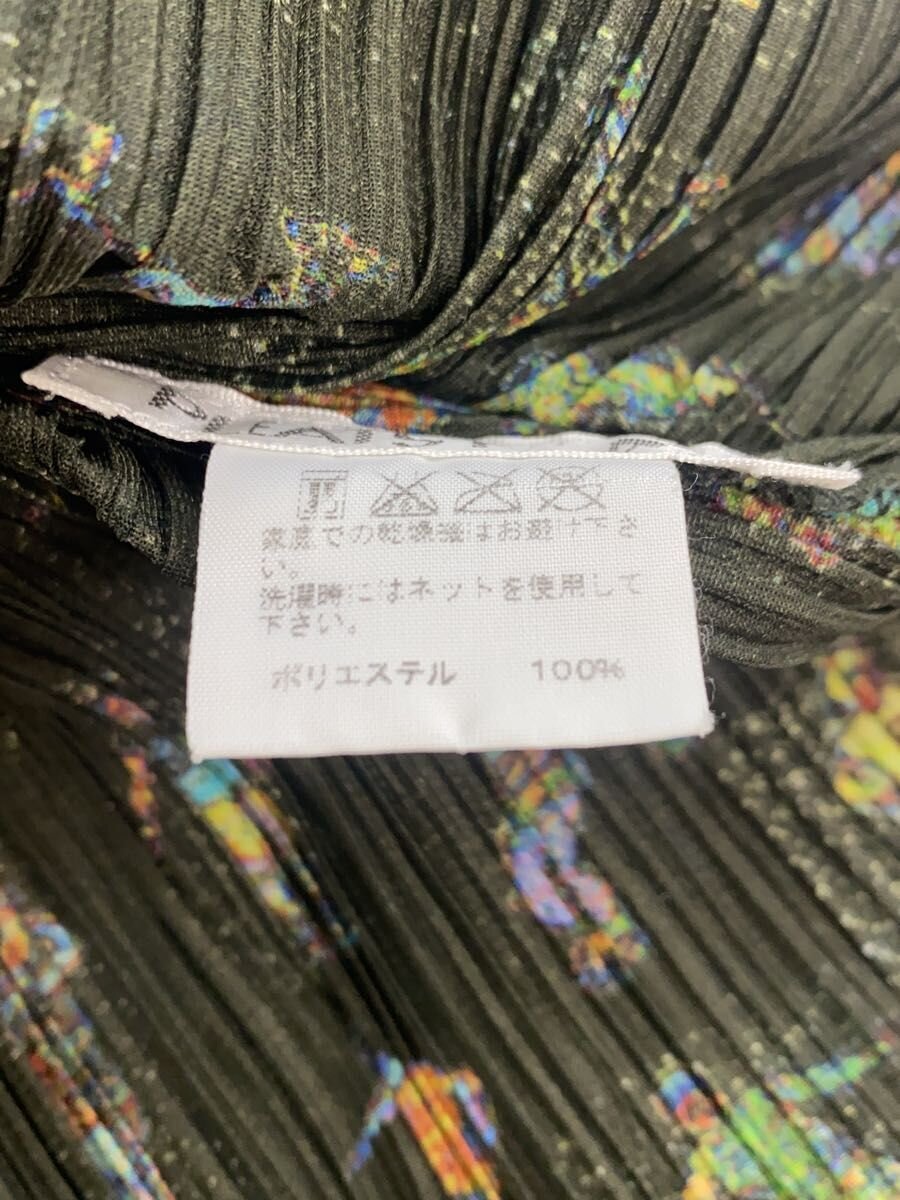 家庭での乾燥機はお避け下さ
い。
洗濯時にはネットを使用して
下さい。
ポリエステル 100%